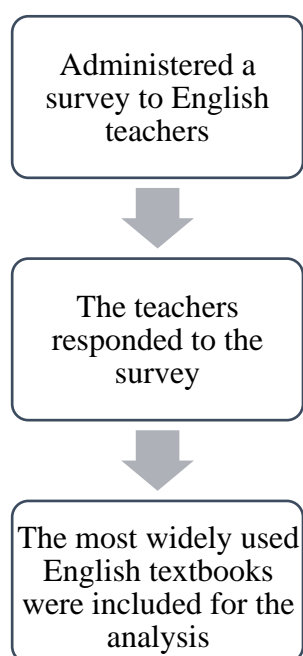 Administered a
survey to English
teachers
The teachers
responded to the
survey
The most widely used
English textbooks
were included for the
analysis